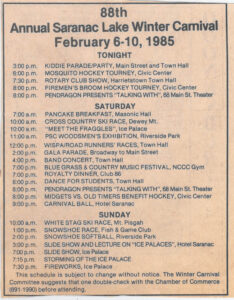 88th
Annual Saranac Lake Winter Carnival
February 6-10, 1985
TONIGHT
3:00 p.m. KIDDIE PARADE/PARTY, Main Street and Town Hall
6:00 p.m. MOSQUITO HOCKEY TOURNEY, Civic Center
7:30 p.m. ROTARY CLUB SHOW, Harrietstown Town Hall
8:00 p.m. FIREMEN'S BROOM HOCKEY TOURNEY, Civic Center
8:00 p.m. PENDRAGON PRESENTS "TALKING WITH", 68 Main St. Theater
SATURDAY
7:00 a.m. PANCAKE BREAKFAST, Masonic Hall
10:00 a.m. CROSS COUNTRY SKI RACE, Dewey Mt.
10:00 a.m. "MEET THE FRAGGLES", Ice Palace
11:00 a.m. PSC WOODSMEN'S EXHIBITION, Riverside Park
12:00 p.m. WISPA/ROAD RUNNERS' RACES, Town Hall
2:00 p.m. GALA PARADE, Broadway to Main Street
4:00 p.m. BAND CONCERT, Town Hall
6:00 p.m. BLUE GRASS & COUNTRY MUSIC FESTIVAL, NCCC Gym
7:00 p.m. ROYALTY DINNER, Club 86
8:00 p.m. DANCE FOR STUDENTS, Town Hall
8:00 p.m. PENDRAGON PRESENTS "TALKING WITH", 68 Main St. Theater
8:00 p.m. MIDGETS VS. OLD TIMERS BENEFIT HOCKEY, Civic Center
9:00 p.m. CARNIVAL BALL, Hotel Saranac
SUNDAY
10:00 a.m. WHITE STAG SKI RACE, Mt. Pisgah
1:00 p.m. SNOWSHOE RACE, Fish & Game Club
2:00 p.m. SNOWSHOE SOFTBALL, Riverside Park
3:00 p.m. SLIDE SHOW AND LECTURE ON "ICE PALACES", Hotel Saranac
7:00 p.m. SLIDE SHOW, Ice Palace
7:15 p.m. STORMING OF THE ICE PALACE
7:30 p.m. FIREWORKS, Ice Palace
This schedule is subject to change without notice. The Winter Carnival
Committee suggests that one double-check with the Chamber of Commerce
(891-1990) before attending.